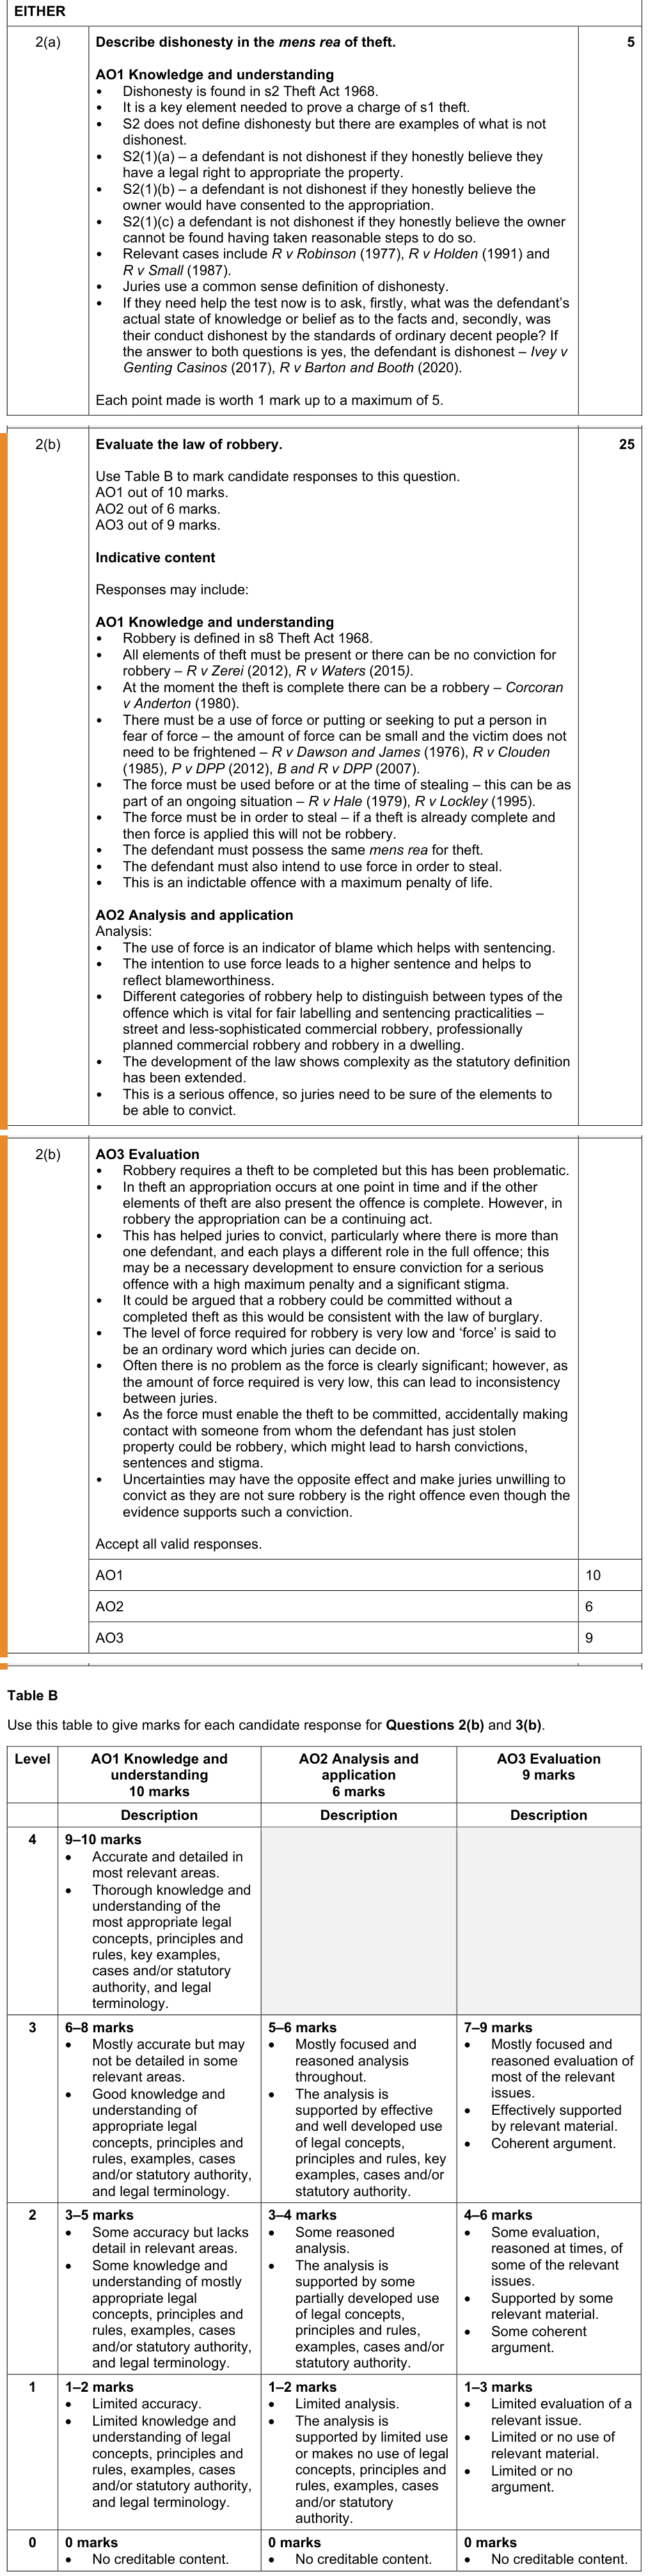 EITHER
2(a) Describe dishonesty in the mens rea of theft. 5
AO1 Knowledge and understanding
• Dishonesty is found in s2 Theft Act 1968.
• It is a key element needed to prove a charge of s1 theft.
• S2 does not define dishonesty but there are examples of what is not
dishonest.
• S2(1)(a) – a defendant is not dishonest if they honestly believe they
have a legal right to appropriate the property.
• S2(1)(b) – a defendant is not dishonest if they honestly believe the
owner would have consented to the appropriation.
• S2(1)(c) a defendant is not dishonest if they honestly believe the owner
cannot be found having taken reasonable steps to do so.
• Relevant cases include R v Robinson (1977), R v Holden (1991) and
R v Small (1987).
• Juries use a common sense definition of dishonesty.
• If they need help the test now is to ask, firstly, what was the defendant’s
actual state of knowledge or belief as to the facts and, secondly, was
their conduct dishonest by the standards of ordinary decent people? If
the answer to both questions is yes, the defendant is dishonest – Ivey v
Genting Casinos (2017), R v Barton and Booth (2020).
Each point made is worth 1 mark up to a maximum of 5.
2(b) Evaluate the law of robbery. 25
Use Table B to mark candidate responses to this question.
AO1 out of 10 marks.
AO2 out of 6 marks.
AO3 out of 9 marks.
Indicative content
Responses may include:
AO1 Knowledge and understanding
• Robbery is defined in s8 Theft Act 1968.
• All elements of theft must be present or there can be no conviction for
robbery – R v Zerei (2012), R v Waters (2015).
• At the moment the theft is complete there can be a robbery – Corcoran
v Anderton (1980).
• There must be a use of force or putting or seeking to put a person in
fear of force – the amount of force can be small and the victim does not
need to be frightened – R v Dawson and James (1976), R v Clouden
(1985), P v DPP (2012), B and R v DPP (2007).
• The force must be used before or at the time of stealing – this can be as
part of an ongoing situation – R v Hale (1979), R v Lockley (1995).
• The force must be in order to steal – if a theft is already complete and
then force is applied this will not be robbery.
• The defendant must possess the same mens rea for theft.
• The defendant must also intend to use force in order to steal.
• This is an indictable offence with a maximum penalty of life.
AO2 Analysis and application
Analysis:
• The use of force is an indicator of blame which helps with sentencing.
• The intention to use force leads to a higher sentence and helps to
reflect blameworthiness.
• Different categories of robbery help to distinguish between types of the
offence which is vital for fair labelling and sentencing practicalities –
street and less-sophisticated commercial robbery, professionally
planned commercial robbery and robbery in a dwelling.
• The development of the law shows complexity as the statutory definition
has been extended.
• This is a serious offence, so juries need to be sure of the elements to
be able to convict.
2(b) AO3 Evaluation
• Robbery requires a theft to be completed but this has been problematic.
• In theft an appropriation occurs at one point in time and if the other
elements of theft are also present the offence is complete. However, in
robbery the appropriation can be a continuing act.
• This has helped juries to convict, particularly where there is more than
one defendant, and each plays a different role in the full offence; this
may be a necessary development to ensure conviction for a serious
offence with a high maximum penalty and a significant stigma.
• It could be argued that a robbery could be committed without a
completed theft as this would be consistent with the law of burglary.
• The level of force required for robbery is very low and ‘force’ is said to
be an ordinary word which juries can decide on.
• Often there is no problem as the force is clearly significant; however, as
the amount of force required is very low, this can lead to inconsistency
between juries.
• As the force must enable the theft to be committed, accidentally making
contact with someone from whom the defendant has just stolen
property could be robbery, which might lead to harsh convictions,
sentences and stigma.
• Uncertainties may have the opposite effect and make juries unwilling to
convict as they are not sure robbery is the right offence even though the
evidence supports such a conviction.
Accept all valid responses.
AO1 10
AO2 6
AO3 9
Table B
Use this table to give marks for each candidate response for Questions 2(b) and 3(b).
Level
AO1 Knowledge and
understanding
10 marks
AO2 Analysis and
application
6 marks
AO3 Evaluation
9 marks
Description
Description
Description
4
9–10 marks
• Accurate and detailed in
most relevant areas.
• Thorough knowledge and
understanding of the
most appropriate legal
concepts, principles and
rules, key examples,
cases and/or statutory
authority, and legal
terminology.
3
6–8 marks
• Mostly accurate but may
not be detailed in some
relevant areas.
• Good knowledge and
understanding of
appropriate legal
concepts, principles and
rules, examples, cases
and/or statutory authority,
and legal terminology.
5–6 marks
• Mostly focused and
reasoned analysis
throughout.
• The analysis is
supported by effective
and well developed use
of legal concepts,
principles and rules, key
examples, cases and/or
statutory authority.
7–9 marks
• Mostly focused and
reasoned evaluation of
most of the relevant
issues.
• Effectively supported
by relevant material.
• Coherent argument.
2
3–5 marks
• Some accuracy but lacks
detail in relevant areas.
• Some knowledge and
understanding of mostly
appropriate legal
concepts, principles and
rules, examples, cases
and/or statutory authority,
and legal terminology.
3–4 marks
• Some reasoned
analysis.
• The analysis is
supported by some
partially developed use
of legal concepts,
principles and rules,
examples, cases and/or
statutory authority.
4–6 marks
• Some evaluation,
reasoned at times, of
some of the relevant
issues.
• Supported by some
relevant material.
• Some coherent
argument.
1
1–2 marks
• Limited accuracy.
• Limited knowledge and
understanding of legal
concepts, principles and
rules, examples, cases
and/or statutory authority,
and legal terminology.
1–2 marks
• Limited analysis.
• The analysis is
supported by limited use
or makes no use of legal
concepts, principles and
rules, examples, cases
and/or statutory
authority.
1–3 marks
• Limited evaluation of a
relevant issue.
• Limited or no use of
relevant material.
• Limited or no
argument.
0
0 marks
• No creditable content.
0 marks
• No creditable content.
0 marks
• No creditable content.